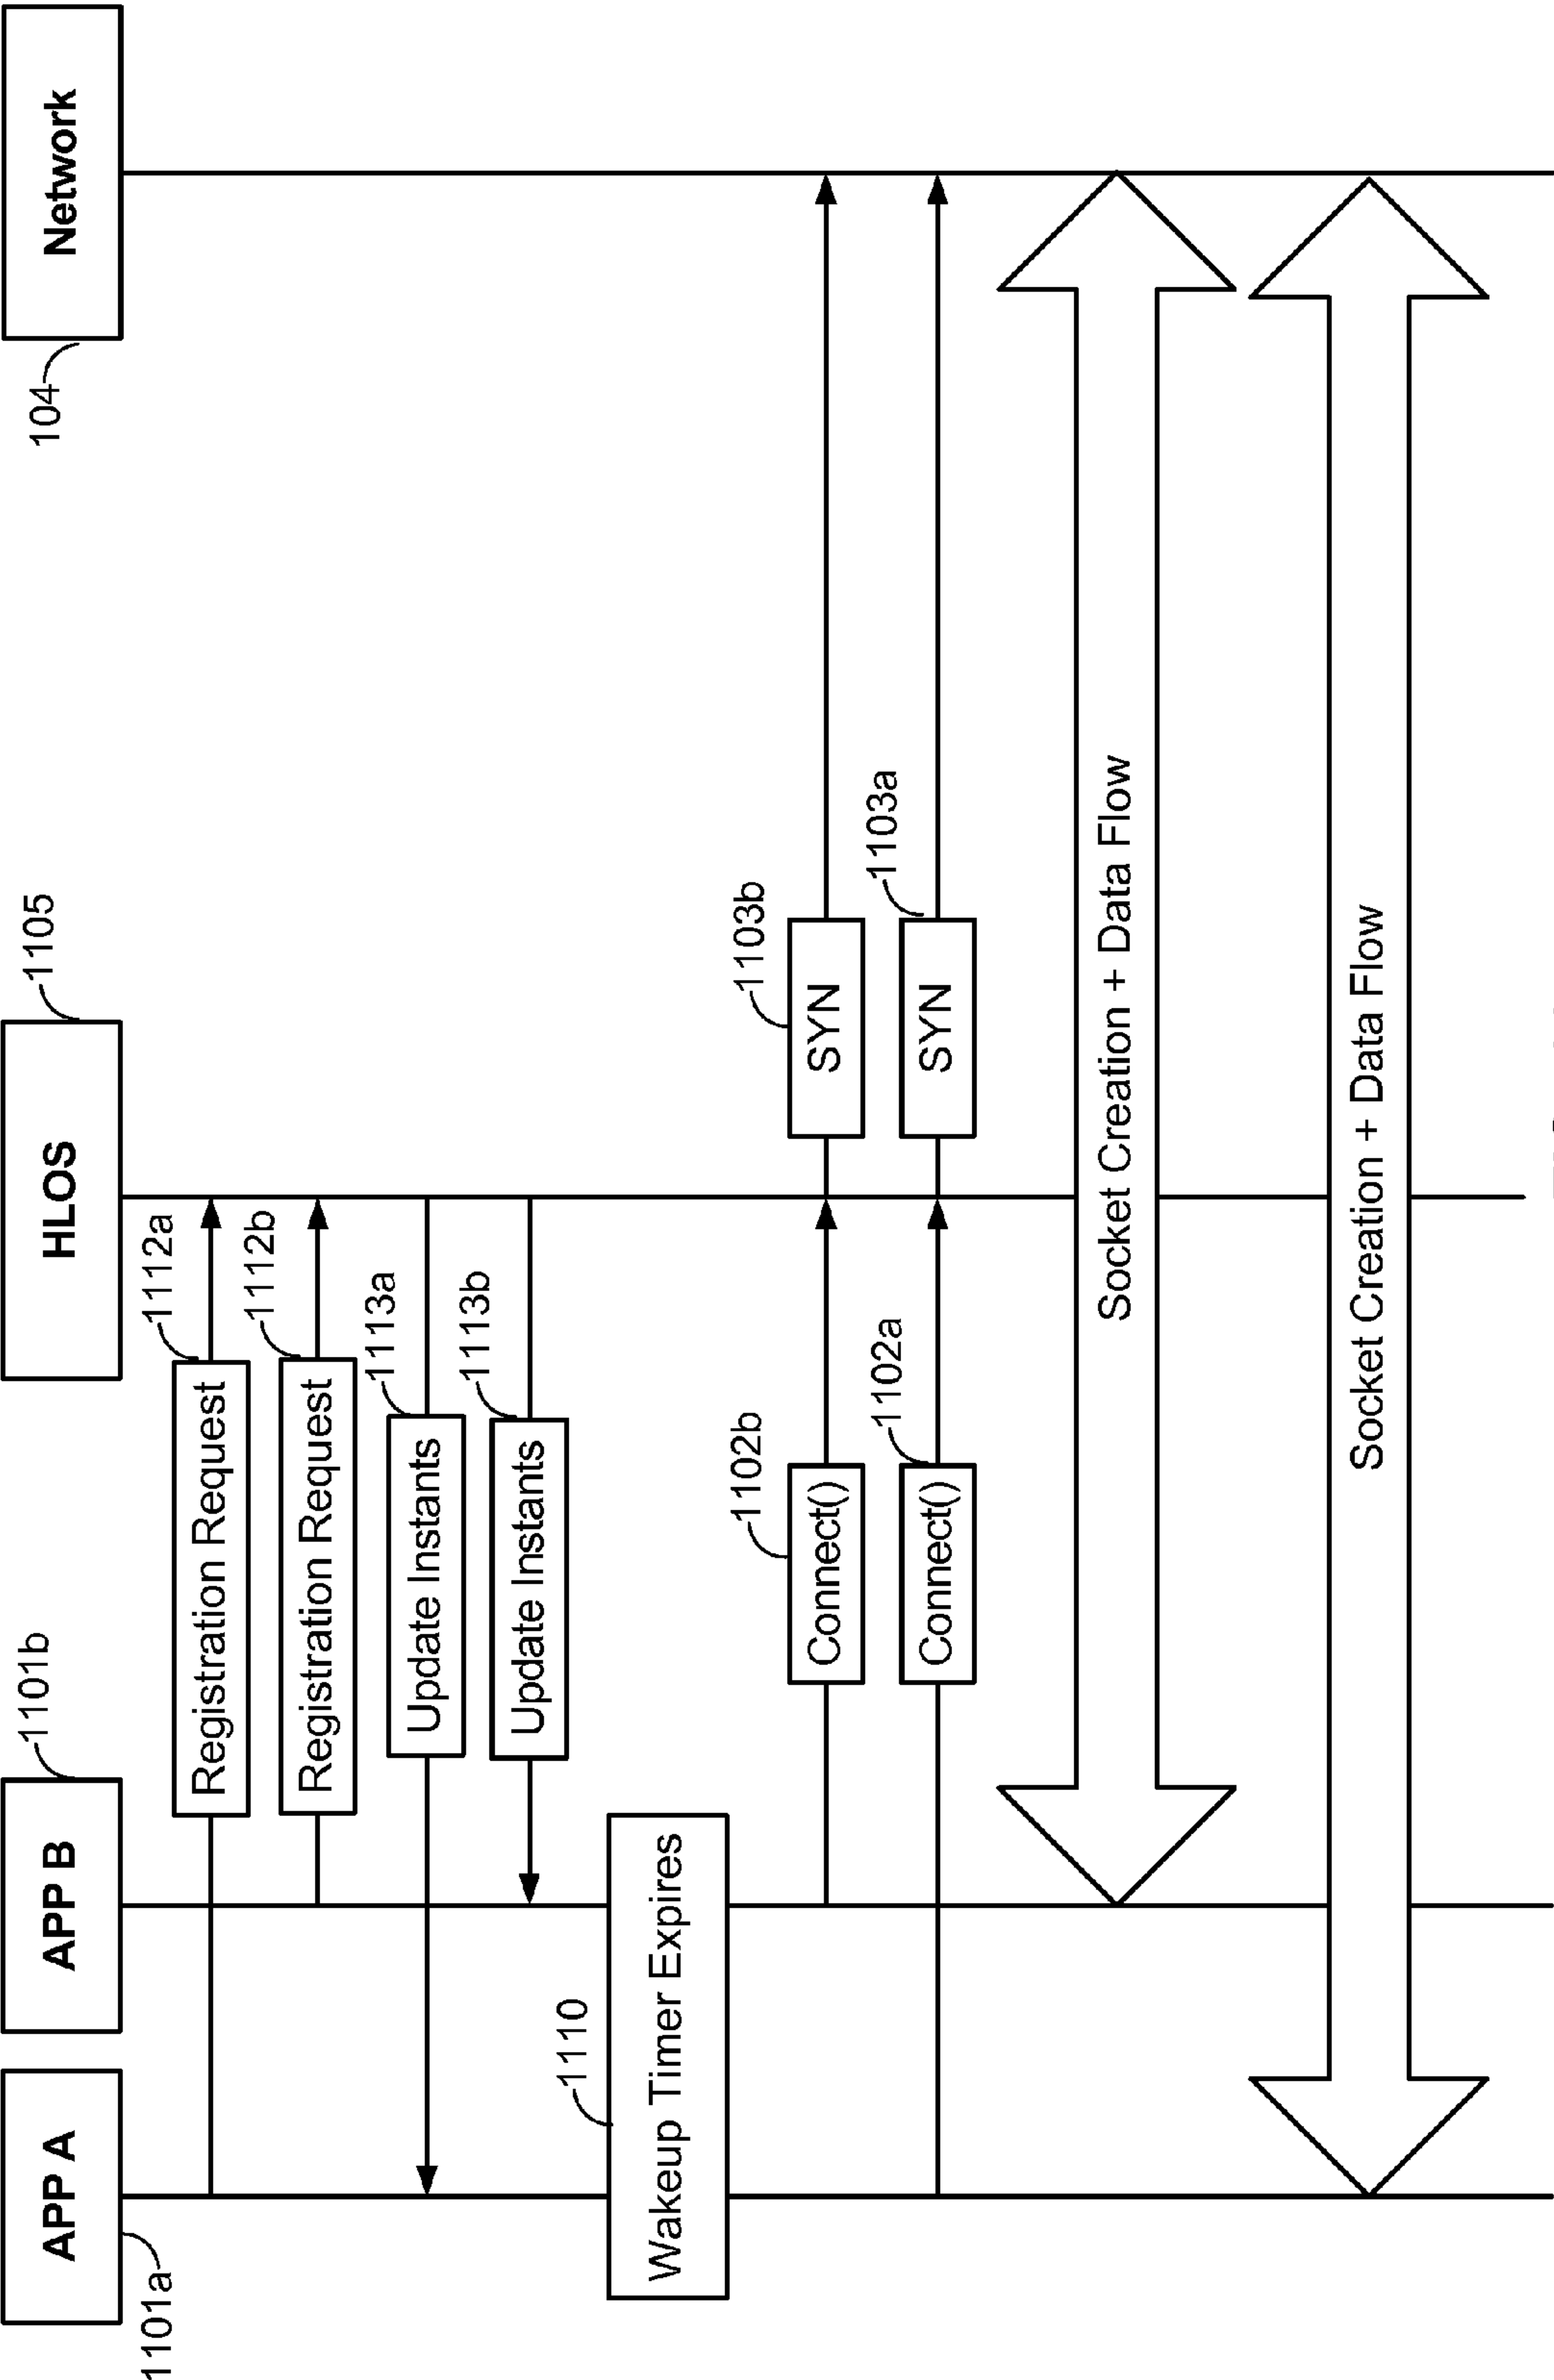 APP A
1101a
APP B
1101b
HLOS
1105
Network
104
Registration Request
1112a
Registration Request
1112b
Update Instants
1113a
Update Instants
1113b
1110
Wakeup Timer Expires
Connect()
1102b
SYN
1103b
Connect()
1102a
SYN
1103a
Socket Creation + Data Flow
Socket Creation + Data Flow